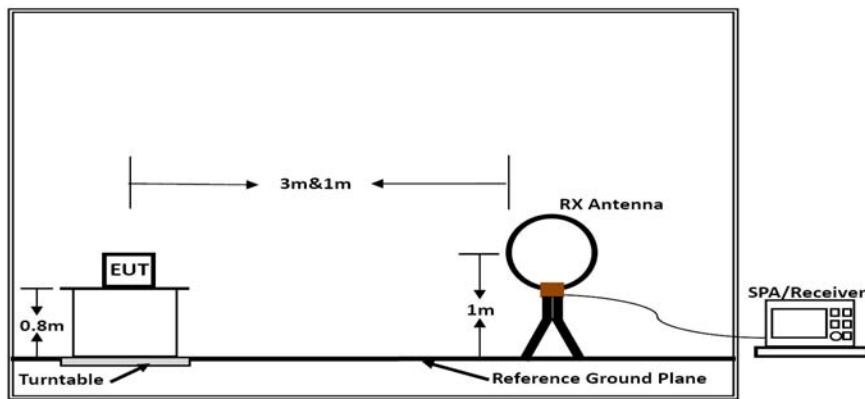 3m&1m
RX Antenna
EUT
SPA/Receiver
0.8m
1m
Turntable
Reference Ground Plane